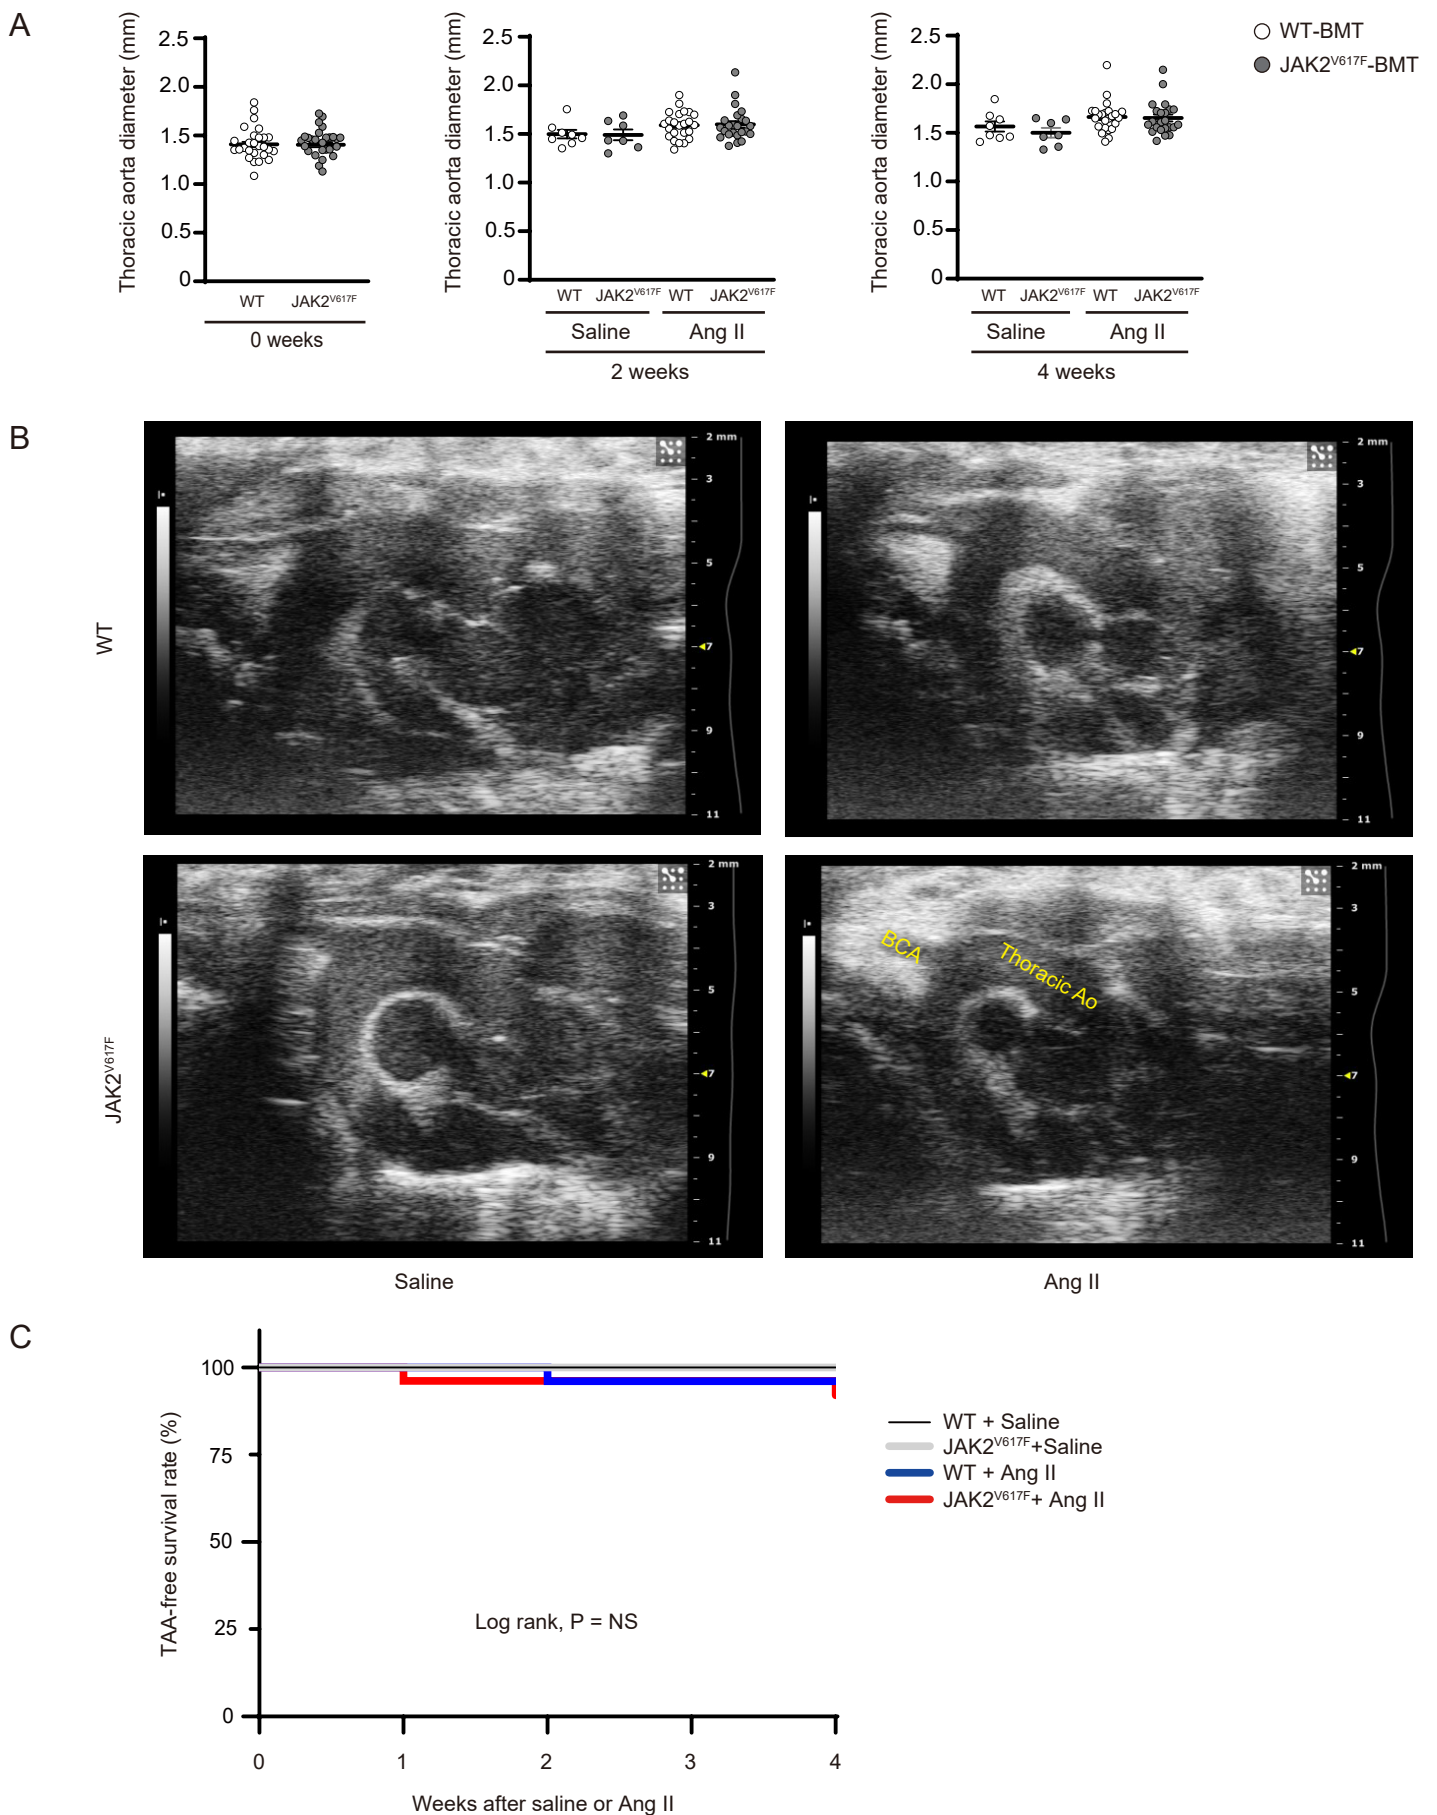 A
Thoracic aorta diameter (mm)
2.5
2.0
1.5
1.0
0.5
0
WT JAK2V617F
0 weeks
Thoracic aorta diameter (mm)
2.5
2.0
1.5
1.0
0.5
0
WT JAK2V617F WT JAK2V617F
Saline Ang II
2 weeks
Thoracic aorta diameter (mm)
2.5
2.0
1.5
1.0
0.5
0
WT JAK2V617F WT JAK2V617F
Saline Ang II
4 weeks
WT-BMT
JAK2V617F-BMT
B
WT
2 mm
3
5
7
9
11
2 mm
3
5
7
9
11
JAK2V617F
2 mm
3
5
7
9
11
BCA
Thoracic Ao
2 mm
3
5
7
9
11
Saline
Ang II
C
TAA-free survival rate (%)
100
75
50
25
0
Log rank, P = NS
0 1 2 3 4
Weeks after saline or Ang II
WT + Saline
JAK2V617F+Saline
WT + Ang II
JAK2V617F+ Ang II